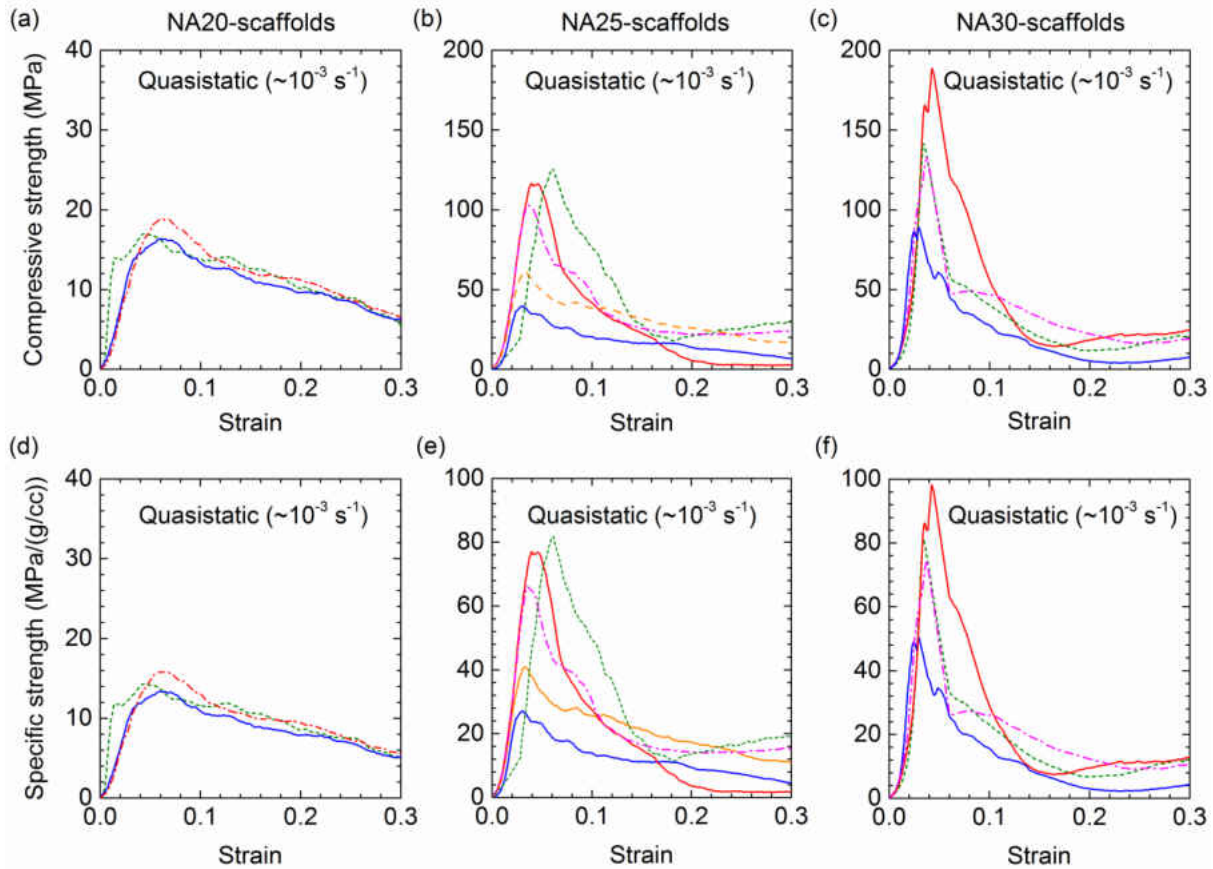 (a) NA20-scaffolds (b) NA25-scaffolds (c) NA30-scaffolds
40 200 200
Quasistatic (~10⁻³ s⁻¹) Quasistatic (~10⁻³ s⁻¹) Quasistatic (~10⁻³ s⁻¹)
30 150 150
Compressive strength (MPa)
20 100 100
10 50 50
0 0 0
0.0 0.1 0.2 0.3 0.0 0.1 0.2 0.3 0.0 0.1 0.2 0.3
Strain Strain Strain
(d) (e) (f)
40 100 100
Quasistatic (~10⁻³ s⁻¹) Quasistatic (~10⁻³ s⁻¹) Quasistatic (~10⁻³ s⁻¹)
80 80
30
60 60
Specific strength (MPa/(g/cc))
20
40 40
10
20 20
0 0 0
0.0 0.1 0.2 0.3 0.0 0.1 0.2 0.3 0.0 0.1 0.2 0.3
Strain Strain Strain